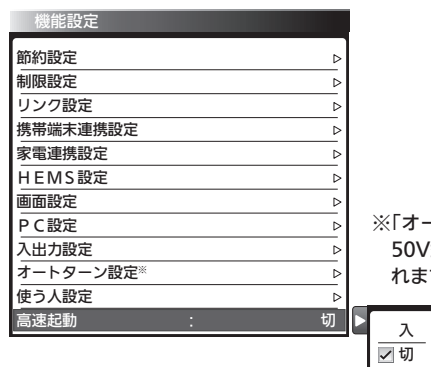 機能設定
節約設定
制限設定
リンク設定
携帯端末連携設定
家電連携設定
HEMS設定
画面設定
PC設定
入出力設定
オートターン設定※
使う人設定
高速起動 : 切
※「オー
50V
れま
入
切